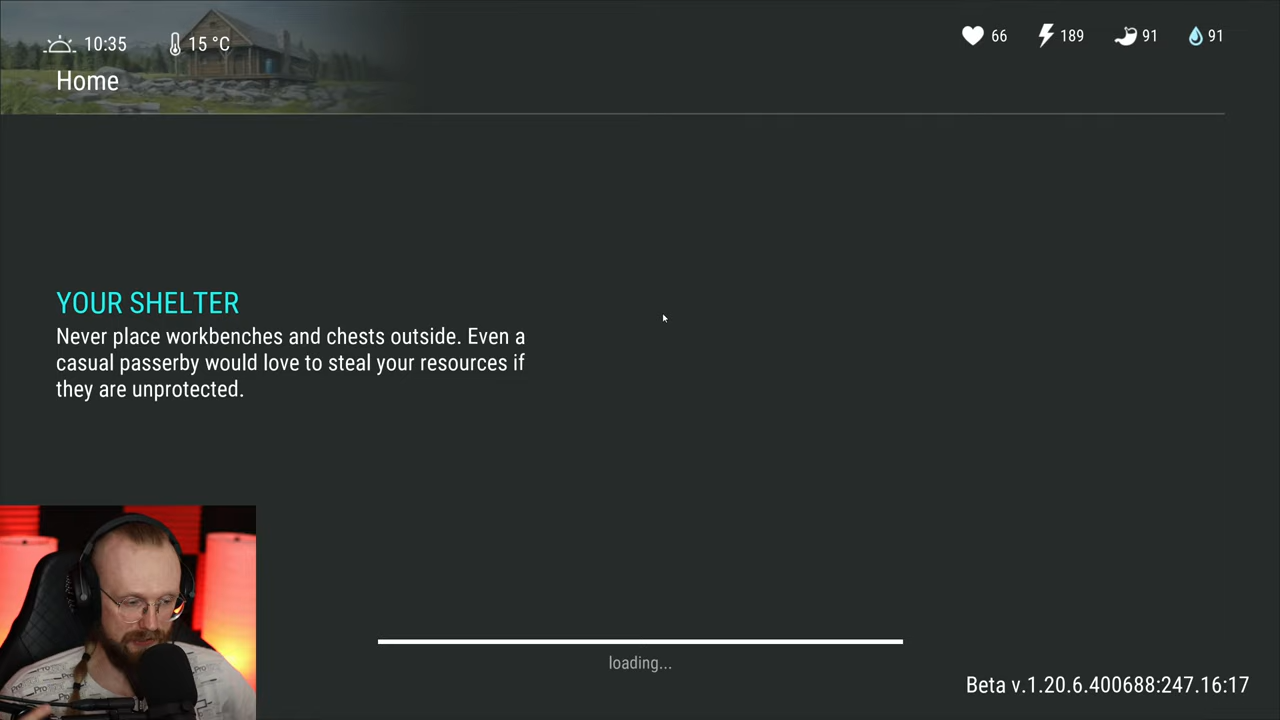 10:35 15 °C 66 189 91 91
Home
YOUR SHELTER
Never place workbenches and chests outside. Even a
casual passerby would love to steal your resources if
they are unprotected.
loading...
Beta v.1.20.6.400688:247.16:17